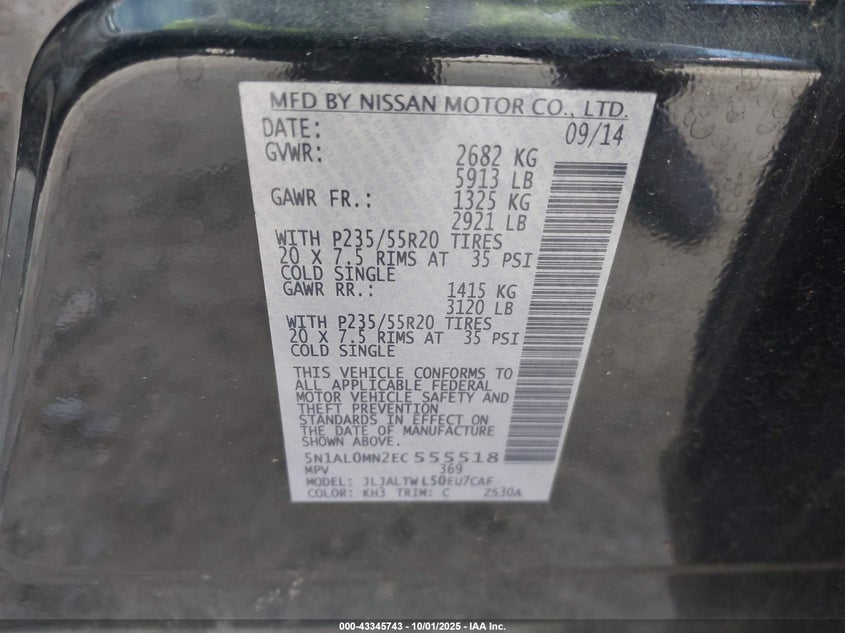 MFD BY NISSAN MOTOR CO., LTD.
DATE: 09/14
GVWR: 2682 KG
5913 LB
GAWR FR.: 1325 KG
2921 LB
WITH P235/55R20 TIRES
20 X 7.5 RIMS AT 35 PSI
COLD SINGLE
GAWR RR.: 1415 KG
3120 LB
WITH P235/55R20 TIRES
20 X 7.5 RIMS AT 35 PSI
COLD SINGLE
THIS VEHICLE CONFORMS TO
ALL APPLICABLE FEDERAL
MOTOR VEHICLE SAFETY AND
THEFT PREVENTION
STANDARDS IN EFFECT ON
THE DATE OF MANUFACTURE
SHOWN ABOVE.
5N1AL0MN2EC555518
MPV 369
MODEL: JLJALTWL50EU7CAF
COLOR: KH3 TRIM: C 2S30A
000-43345743 - 10/01/2025 - IAA Inc.